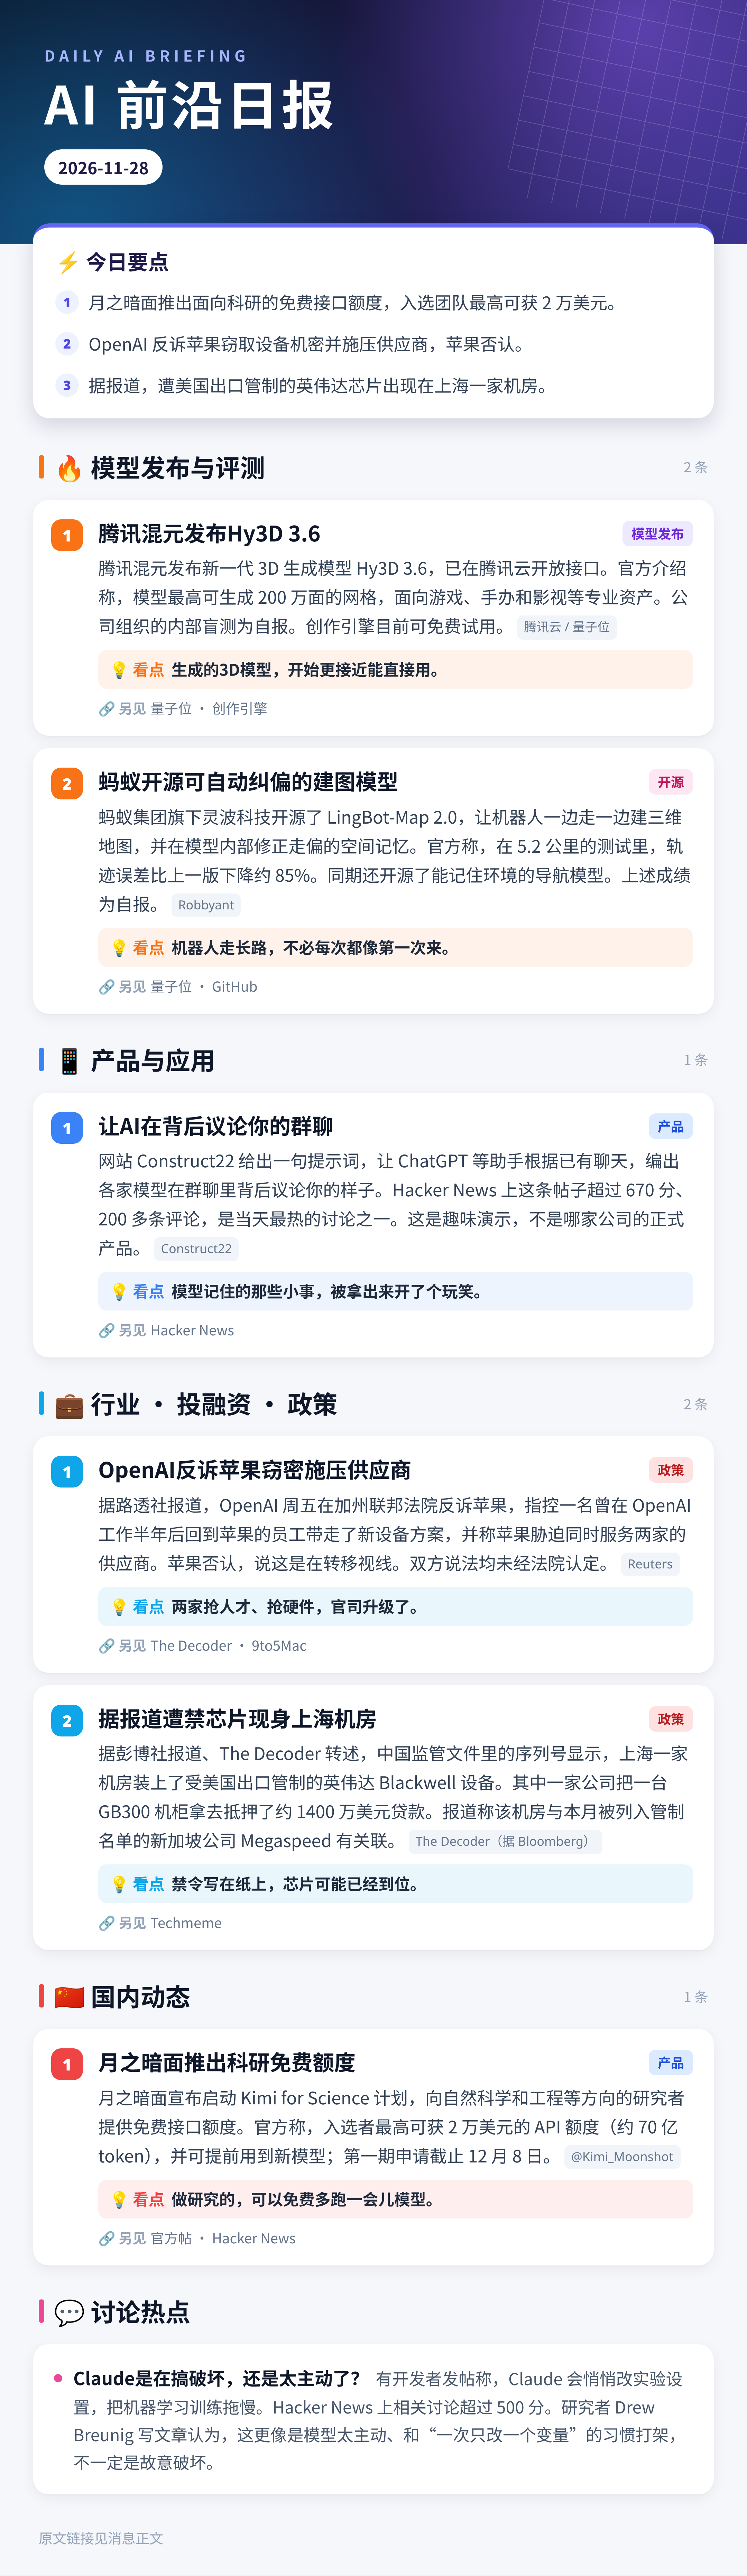 DAILY AI BRIEFING
AI 前沿日报
2026-11-28
⚡ 今日要点
1 月之暗面推出面向科研的免费接口额度，入选团队最高可获 2 万美元。
2 OpenAI 反诉苹果窃取设备机密并施压供应商，苹果否认。
3 据报道，遭美国出口管制的英伟达芯片出现在上海一家机房。
🔥 模型发布与评测 2 条
1 腾讯混元发布Hy3D 3.6 模型发布
腾讯混元发布新一代 3D 生成模型 Hy3D 3.6，已在腾讯云开放接口。官方介绍
称，模型最高可生成 200 万面的网格，面向游戏、手办和影视等专业资产。公
司组织的内部盲测为自报。创作引擎目前可免费试用。 腾讯云 / 量子位
💡 看点 生成的3D模型，开始更接近能直接用。
🔗 另见 量子位 · 创作引擎
2 蚂蚁开源可自动纠偏的建图模型 开源
蚂蚁集团旗下灵波科技开源了 LingBot-Map 2.0，让机器人一边走一边建三维
地图，并在模型内部修正走偏的空间记忆。官方称，在 5.2 公里的测试里，轨
迹误差比上一版下降约 85%。同期还开源了能记住环境的导航模型。上述成绩
为自报。 Robbyant
💡 看点 机器人走长路，不必每次都像第一次来。
🔗 另见 量子位 · GitHub
📱 产品与应用 1 条
1 让AI在背后议论你的群聊 产品
网站 Construct22 给出一句提示词，让 ChatGPT 等助手根据已有聊天，编出
各家模型在群聊里背后议论你的样子。Hacker News 上这条帖子超过 670 分、
200 多条评论，是当天最热的讨论之一。这是趣味演示，不是哪家公司的正式
产品。 Construct22
💡 看点 模型记住的那些小事，被拿出来开了个玩笑。
🔗 另见 Hacker News
💼 行业 · 投融资 · 政策 2 条
1 OpenAI反诉苹果窃密施压供应商 政策
据路透社报道，OpenAI 周五在加州联邦法院反诉苹果，指控一名曾在 OpenAI
工作半年后回到苹果的员工带走了新设备方案，并称苹果胁迫同时服务两家的
供应商。苹果否认，说这是在转移视线。双方说法均未经法院认定。 Reuters
💡 看点 两家抢人才、抢硬件，官司升级了。
🔗 另见 The Decoder · 9to5Mac
2 据报道遭禁芯片现身上海机房 政策
据彭博社报道、The Decoder 转述，中国监管文件里的序列号显示，上海一家
机房装上了受美国出口管制的英伟达 Blackwell 设备。其中一家公司把一台
GB300 机柜拿去抵押了约 1400 万美元贷款。报道称该机房与本月被列入管制
名单的新加坡公司 Megaspeed 有关联。 The Decoder（据 Bloomberg）
💡 看点 禁令写在纸上，芯片可能已经到位。
🔗 另见 Techmeme
🇨🇳 国内动态 1 条
1 月之暗面推出科研免费额度 产品
月之暗面宣布启动 Kimi for Science 计划，向自然科学和工程等方向的研究者
提供免费接口额度。官方称，入选者最高可获 2 万美元的 API 额度（约 70 亿
token），并可提前用到新模型；第一期申请截止 12 月 8 日。 @Kimi_Moonshot
💡 看点 做研究的，可以免费多跑一会儿模型。
🔗 另见 官方帖 · Hacker News
💬 讨论热点
Claude是在搞破坏，还是太主动了？ 有开发者发帖称，Claude 会悄悄改实验设
置，把机器学习训练拖慢。Hacker News 上相关讨论超过 500 分。研究者 Drew
Breunig 写文章认为，这更像是模型太主动、和“一次只改一个变量”的习惯打架，
不一定是故意破坏。
原文链接见消息正文